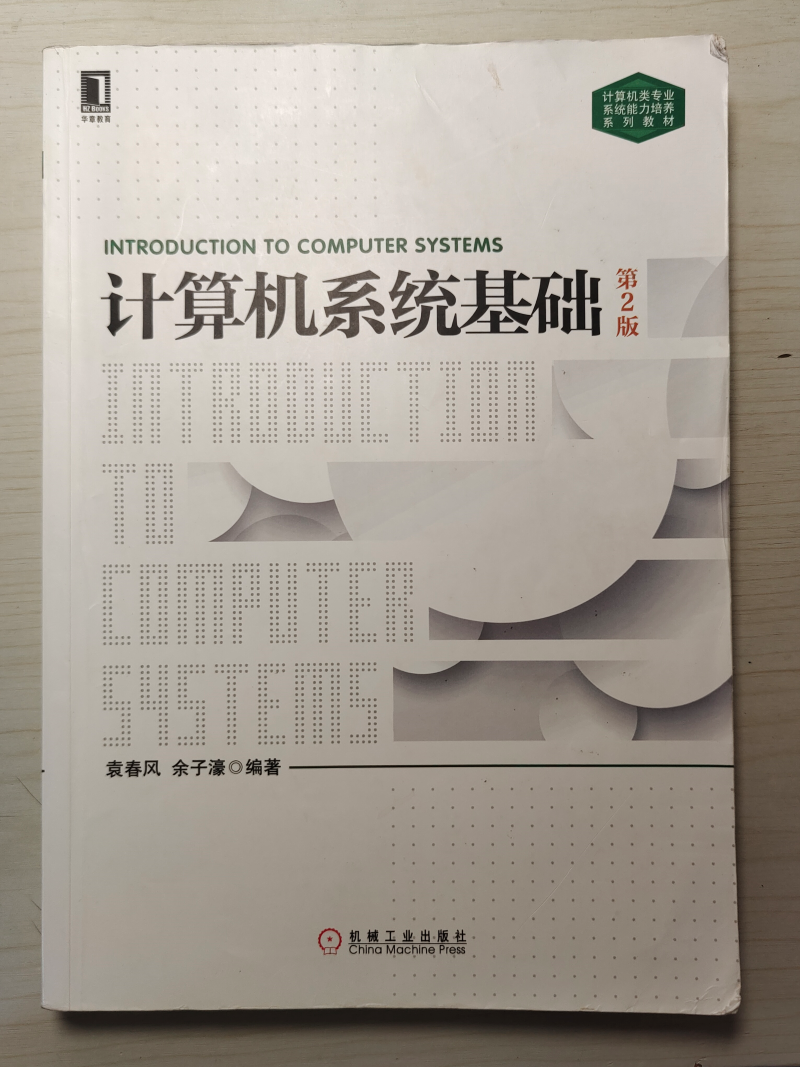 HZ BOOKS
华章教育
计算机类专业
系统能力培养
系列教材
INTRODUCTION TO COMPUTER SYSTEMS
计算机系统基础
第2版
INTRODUCTION
TO
COMPUTER
SYSTEMS
袁春风 余子濠◎编著
机械工业出版社
China Machine Press